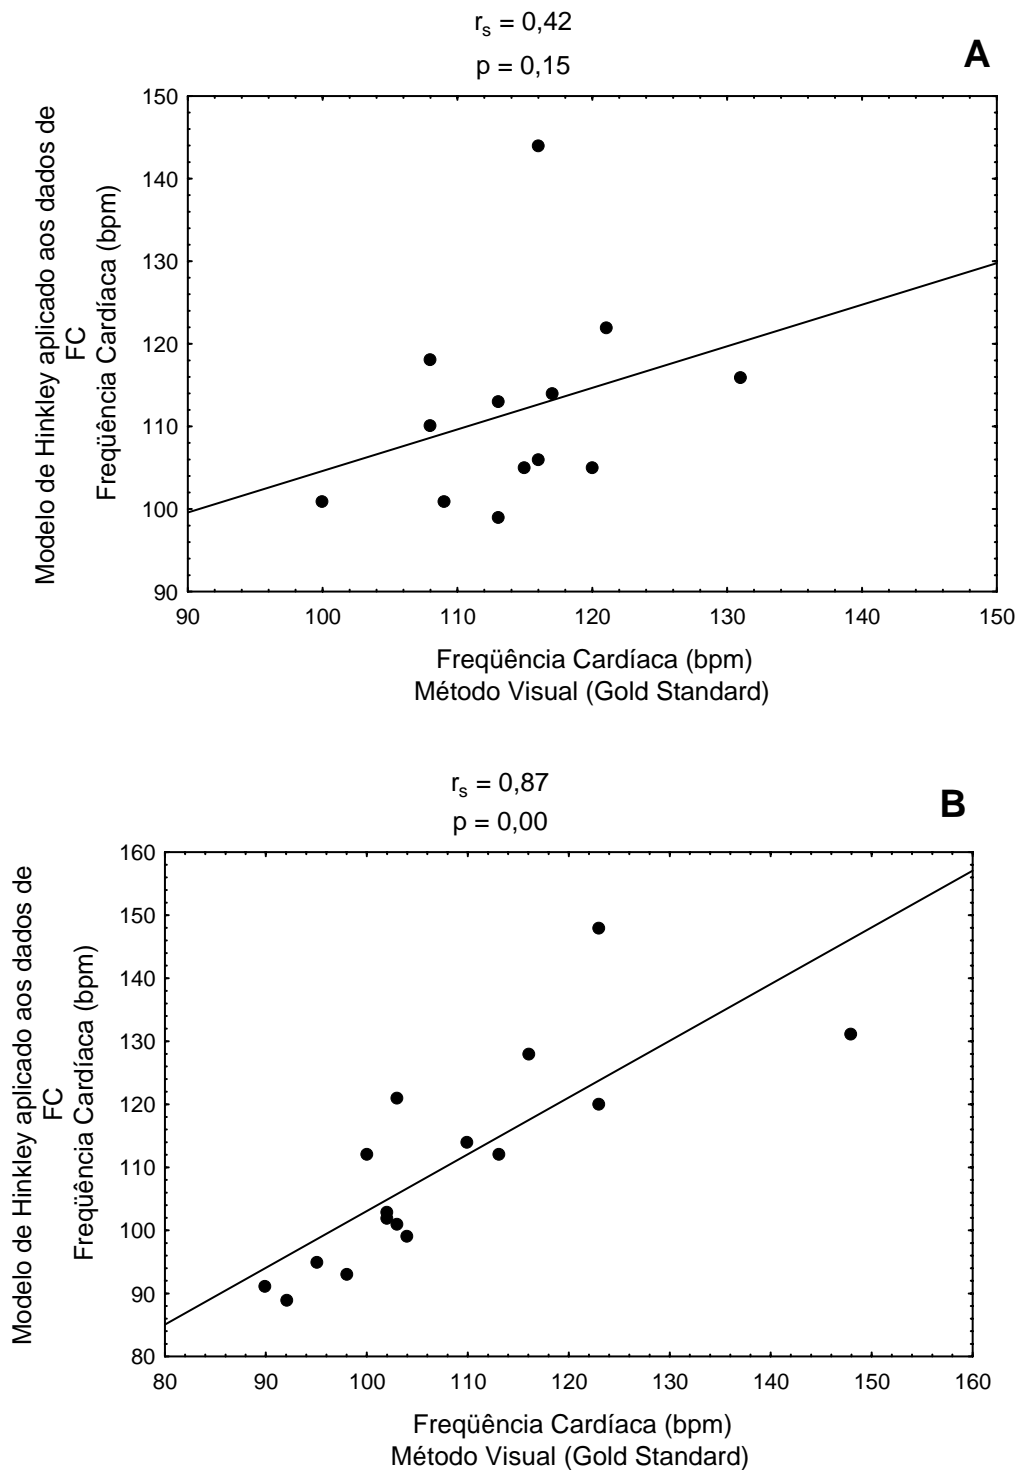 r_s = 0,42
p = 0,15
A
Modelo de Hinkley aplicado aos dados de
FC
Freqüência Cardíaca (bpm)
150
140
130
120
110
100
90
90 100 110 120 130 140 150
Freqüência Cardíaca (bpm)
Método Visual (Gold Standard)
r_s = 0,87
p = 0,00
B
Modelo de Hinkley aplicado aos dados de
FC
Freqüência Cardíaca (bpm)
160
150
140
130
120
110
100
90
80
80 90 100 110 120 130 140 150 160
Freqüência Cardíaca (bpm)
Método Visual (Gold Standard)